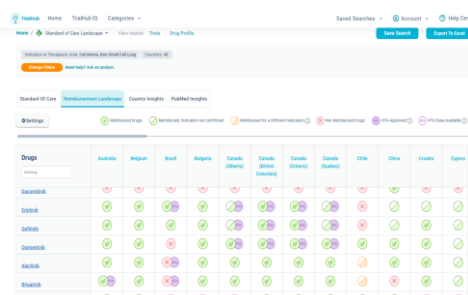 TrialHub Home TrialHub IQ Categories Saved Searches Account Help Cen
Home / Standard of Care Landscape View related Trials Drug Profile
Save Search Export To Excel
Indication or Therapeutic Area: Carcinoma, Non-Small-Cell Lung Countries: 45
Change Filters Need help? Ask an analyst.
Standard Of Care Reimbursement Landscape Country Insights PubMed Insights
Settings Reimbursed Drugs Reimbursed, indication not confirmed Reimbursed for a Different Indication Not Reimbursed Drugs HTA Approved HTA Data Available
Drugs Australia Belgium Brazil Bulgaria Canada (Alberta) Canada (British Columbia) Canada (Ontario) Canada (Quebec) Chile China Croatia Cyprus
Dacomitinib
Erlotinib
Gefitinib
Osimertinib
Alectinib
Brigatinib